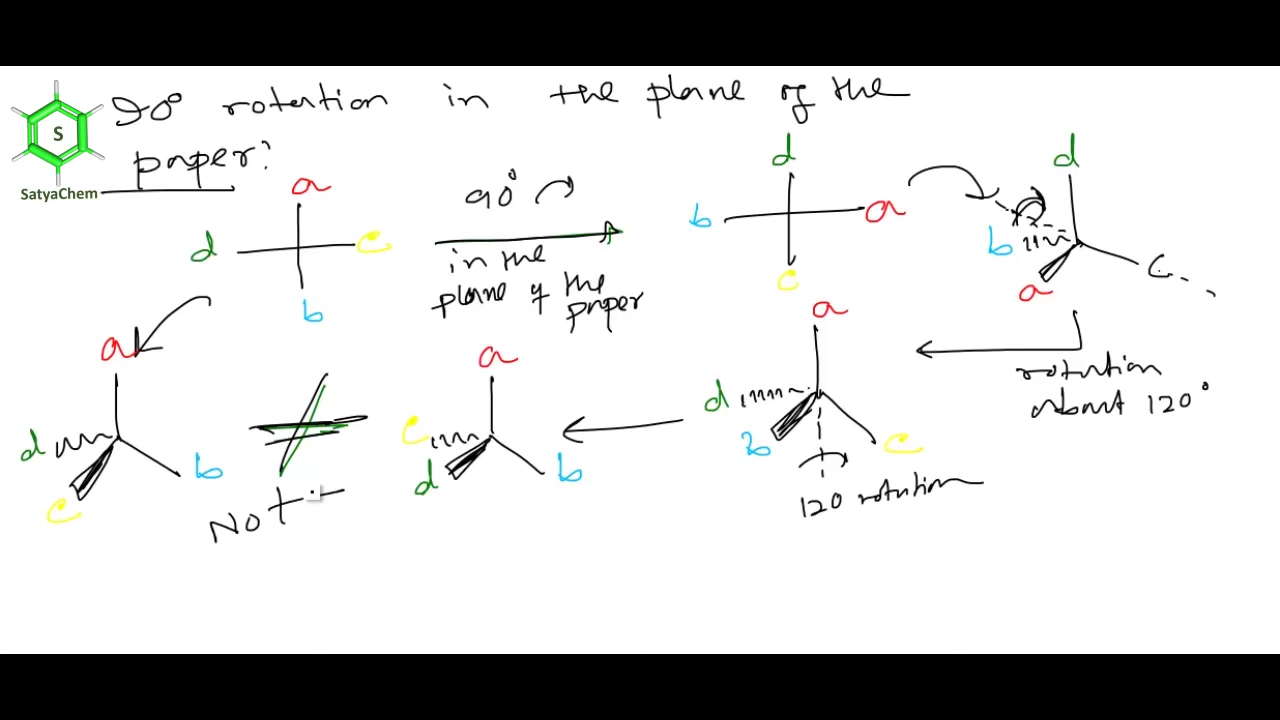 90° rotation in the plane of the
paper?
S
SatyaChem
a
d c
b
90°
in the
plane of the
paper
d
b a
c
d
b
a
c
rotation
about 120°
a
d
b
c
120 rotution
a
c
d
b
a
d
c
b
Not